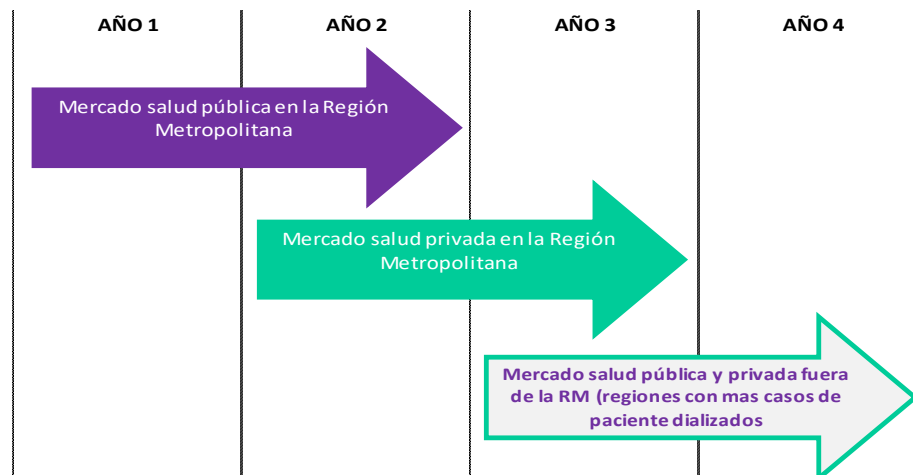 AÑO 1
AÑO 2
AÑO 3
AÑO 4
Mercado salud pública en la Región
Metropolitana
Mercado salud privada en la Región
Metropolitana
Mercado salud pública y privada fuera
de la RM (regiones con mas casos de
paciente dializados